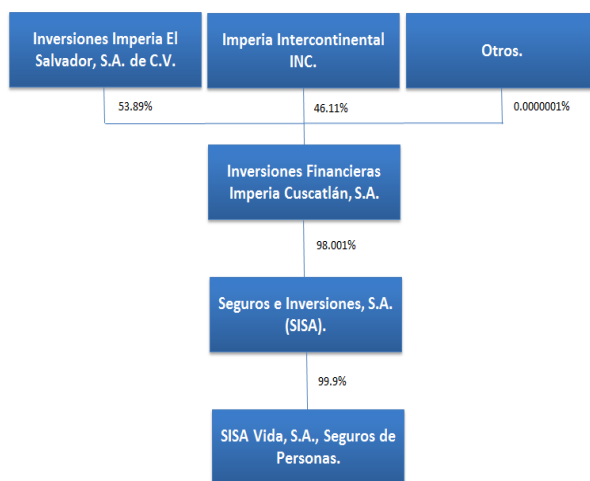 Inversiones Imperia El
Salvador, S.A. de C.V.
Imperia Intercontinental
INC.
Otros.
53.89%
46.11%
0.0000001%
Inversiones Financieras
Imperia Cuscatlán, S.A.
98.001%
Seguros e Inversiones, S.A.
(SISA).
99.9%
SISA Vida, S.A., Seguros de
Personas.